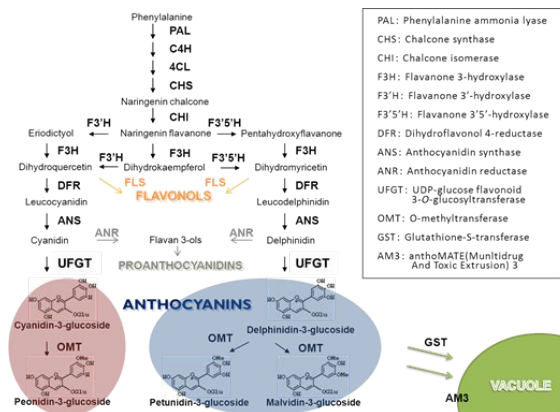 Phenylalanine
PAL
C4H
4CL
CHS
Naringenin chalcone
CHI
F3'H
F3'5'H
Eriodictyol
Naringenin flavanone
Pentahydroxyflavanone
F3H
F3'H
F3H
F3'5'H
F3H
Dihydroquercetin
Dihydrokaempferol
Dihydromyricetin
FLS
FLS
DFR
FLAVONOLS
DFR
Leucocyanidin
Leucodelphinidin
ANS
ANS
ANR
ANR
Cyanidin
Flavan 3-ols
Delphinidin
UFGT
PROANTHOCYANIDINS
UFGT
ANTHOCYANINS
Cyanidin-3-glucoside
Delphinidin-3-glucoside
OMT
OMT
OMT
Peonidin-3-glucoside
Petunidin-3-glucoside
Malvidin-3-glucoside
GST
AM3
VACUOLE
PAL: Phenylalanine ammonia lyase
CHS: Chalcone synthase
CHI: Chalcone isomerase
F3H: Flavanone 3-hydroxylase
F3'H: Flavanone 3'-hydroxylase
F3'5'H: Flavanone 3'5'-hydroxylase
DFR: Dihydroflavonol 4-reductase
ANS: Anthocyanidin synthase
ANR: Anthocyanidin reductase
UFGT: UDP-glucose flavonoid
3-O-glucosyltransferase
OMT: O-methyltransferase
GST: Glutathione-S-transferase
AM3: anthoMATE(Munltidrug
And Toxic Extrusion) 3